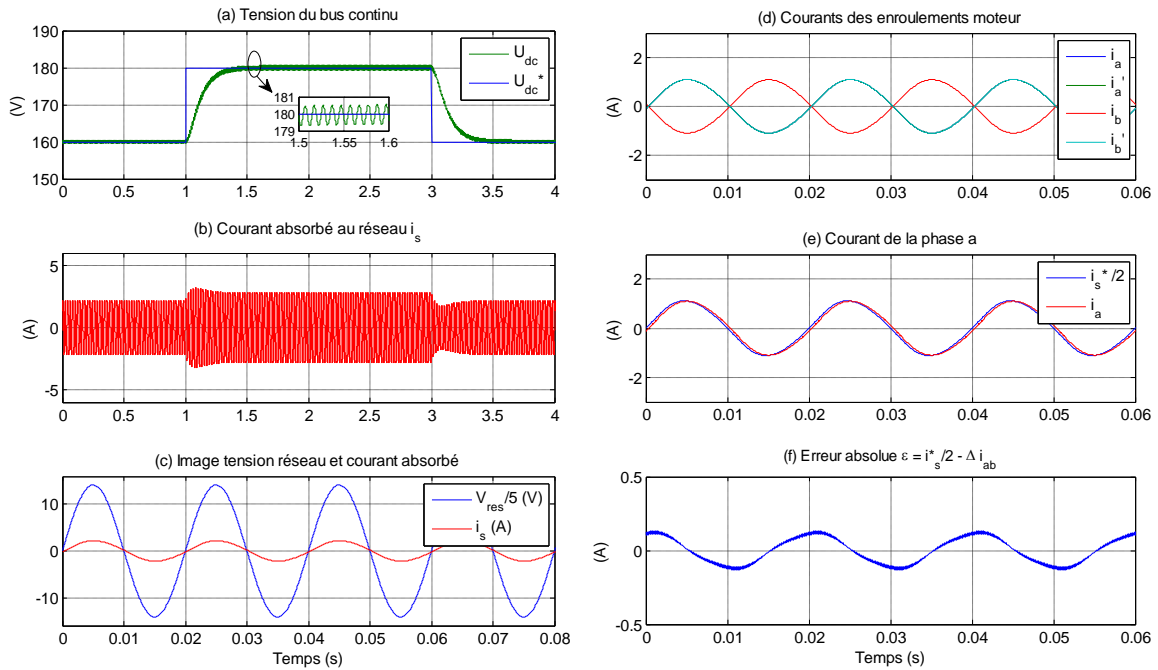 (a) Tension du bus continu
(V)
190
180
170
160
150
U_dc
U_dc*
181
180
179
1.5 1.55 1.6
0 0.5 1 1.5 2 2.5 3 3.5 4
(b) Courant absorbé au réseau i_s
(A)
5
0
-5
0 0.5 1 1.5 2 2.5 3 3.5 4
(c) Image tension réseau et courant absorbé
10
0
-10
V_res/5 (V)
i_s (A)
0 0.01 0.02 0.03 0.04 0.05 0.06 0.07 0.08
Temps (s)
(d) Courants des enroulements moteur
(A)
2
0
-2
i_a
i_a'
i_b
i_b'
0 0.01 0.02 0.03 0.04 0.05 0.06
(e) Courant de la phase a
(A)
2
0
-2
i_s*/2
i_a
0 0.01 0.02 0.03 0.04 0.05 0.06
(f) Erreur absolue ε = i*_s/2 - Δ i_ab
(A)
0.5
0
-0.5
0 0.01 0.02 0.03 0.04 0.05 0.06
Temps (s)